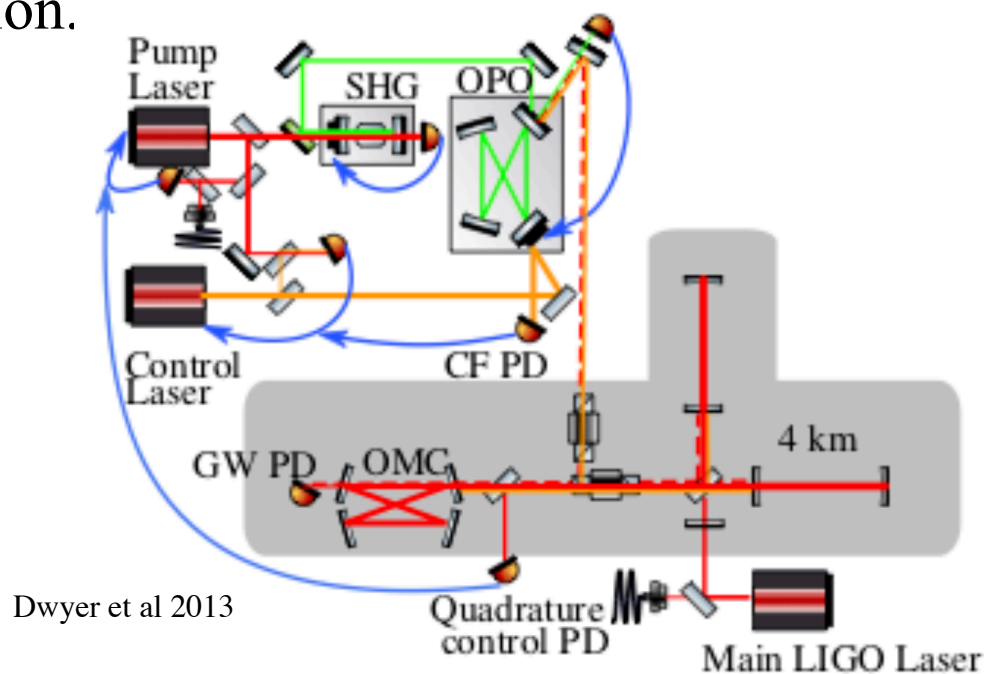 on.
Pump
Laser
SHG
OPO
Control
Laser
CF PD
4 km
GW PD
OMC
Dwyer et al 2013
Quadrature
control PD
Main LIGO Laser